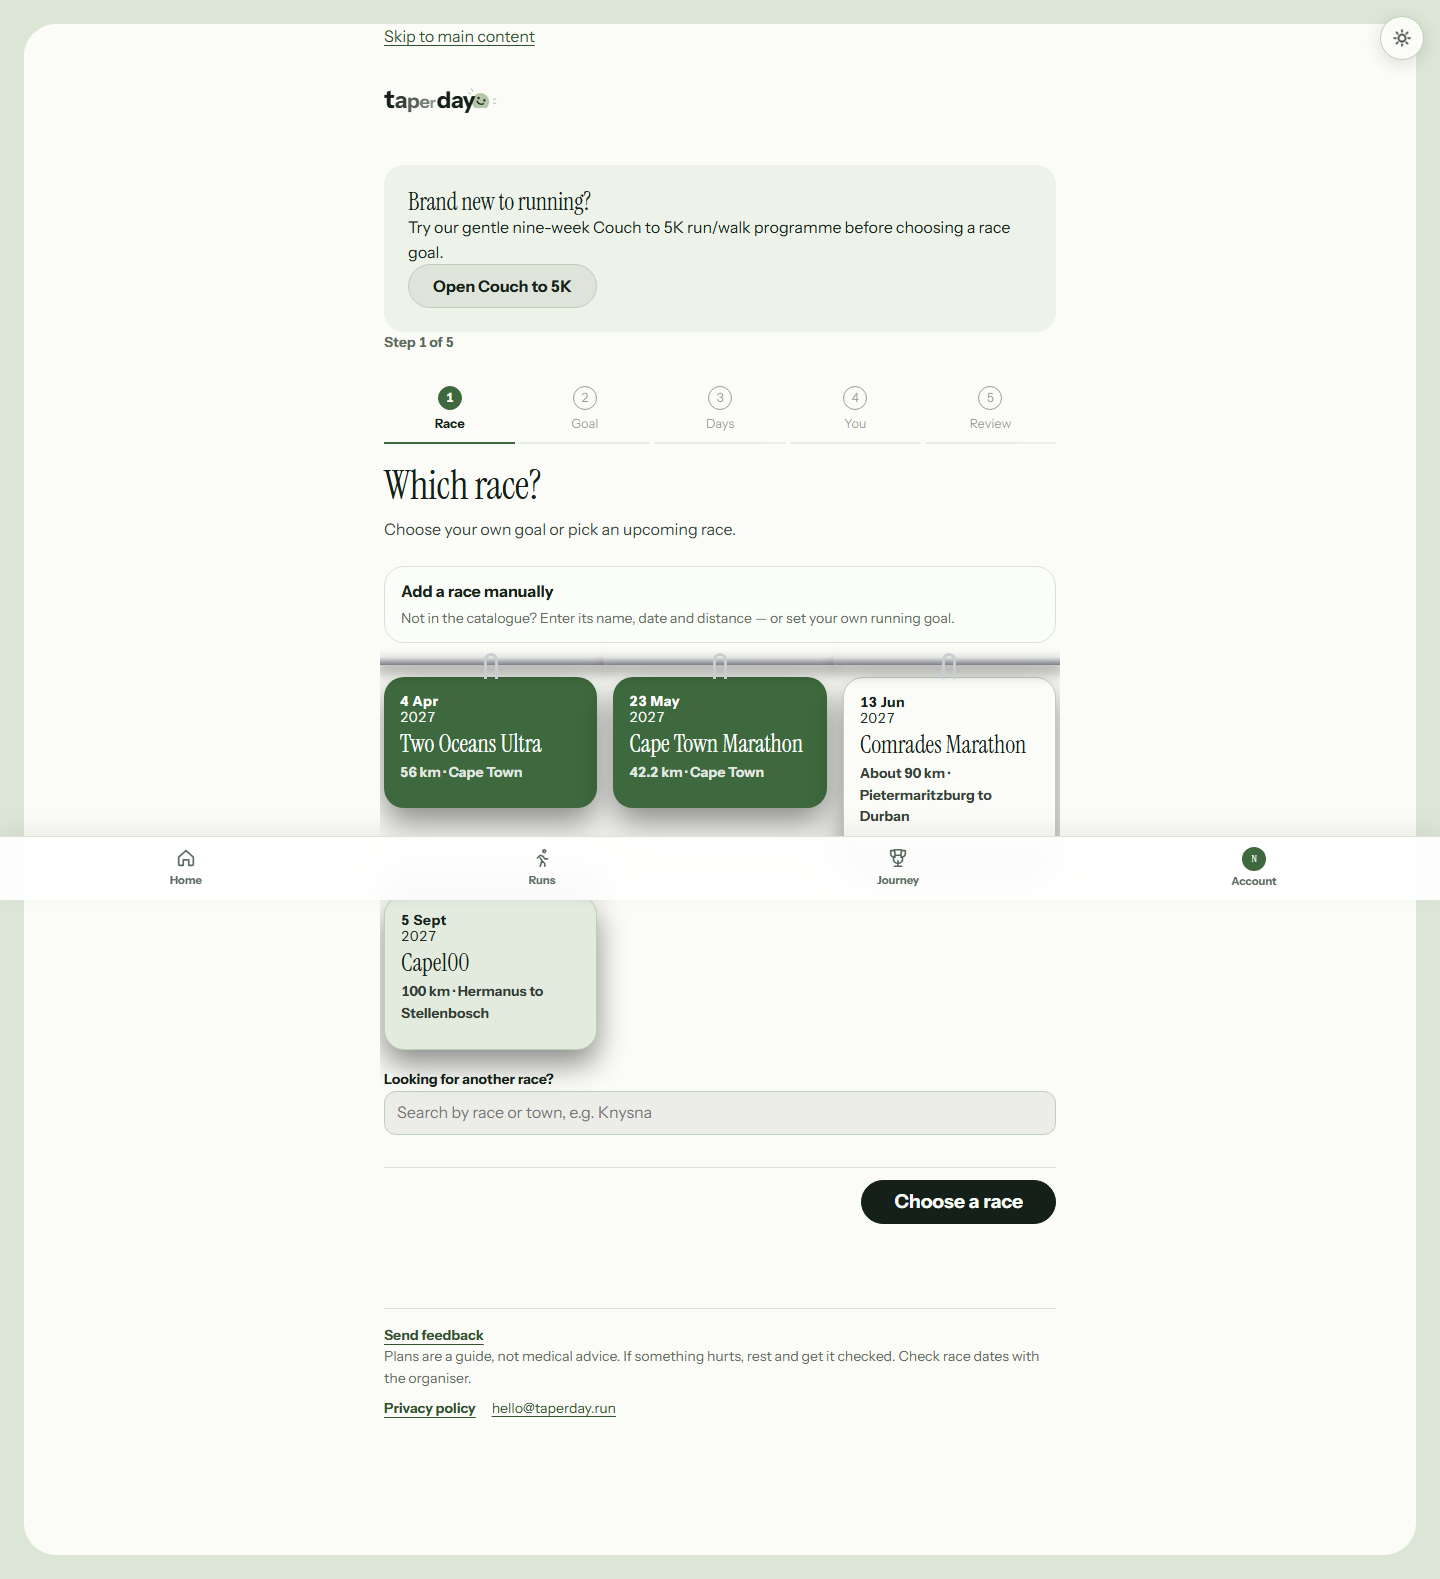 Skip to main content
taperday
Brand new to running?
Try our gentle nine-week Couch to 5K run/walk programme before choosing a race
goal.
Open Couch to 5K
Step 1 of 5
1 2 3 4 5
Race Goal Days You Review
Which race?
Choose your own goal or pick an upcoming race.
Add a race manually
Not in the catalogue? Enter its name, date and distance — or set your own running goal.
4 Apr
2027
Two Oceans Ultra
56 km · Cape Town
23 May
2027
Cape Town Marathon
42.2 km · Cape Town
13 Jun
2027
Comrades Marathon
About 90 km ·
Pietermaritzburg to
Durban
Home Runs Journey N Account
5 Sept
2027
Cape100
100 km · Hermanus to
Stellenbosch
Looking for another race?
Search by race or town, e.g. Knysna
Choose a race
Send feedback
Plans are a guide, not medical advice. If something hurts, rest and get it checked. Check race dates with
the organiser.
Privacy policy hello@taperday.run